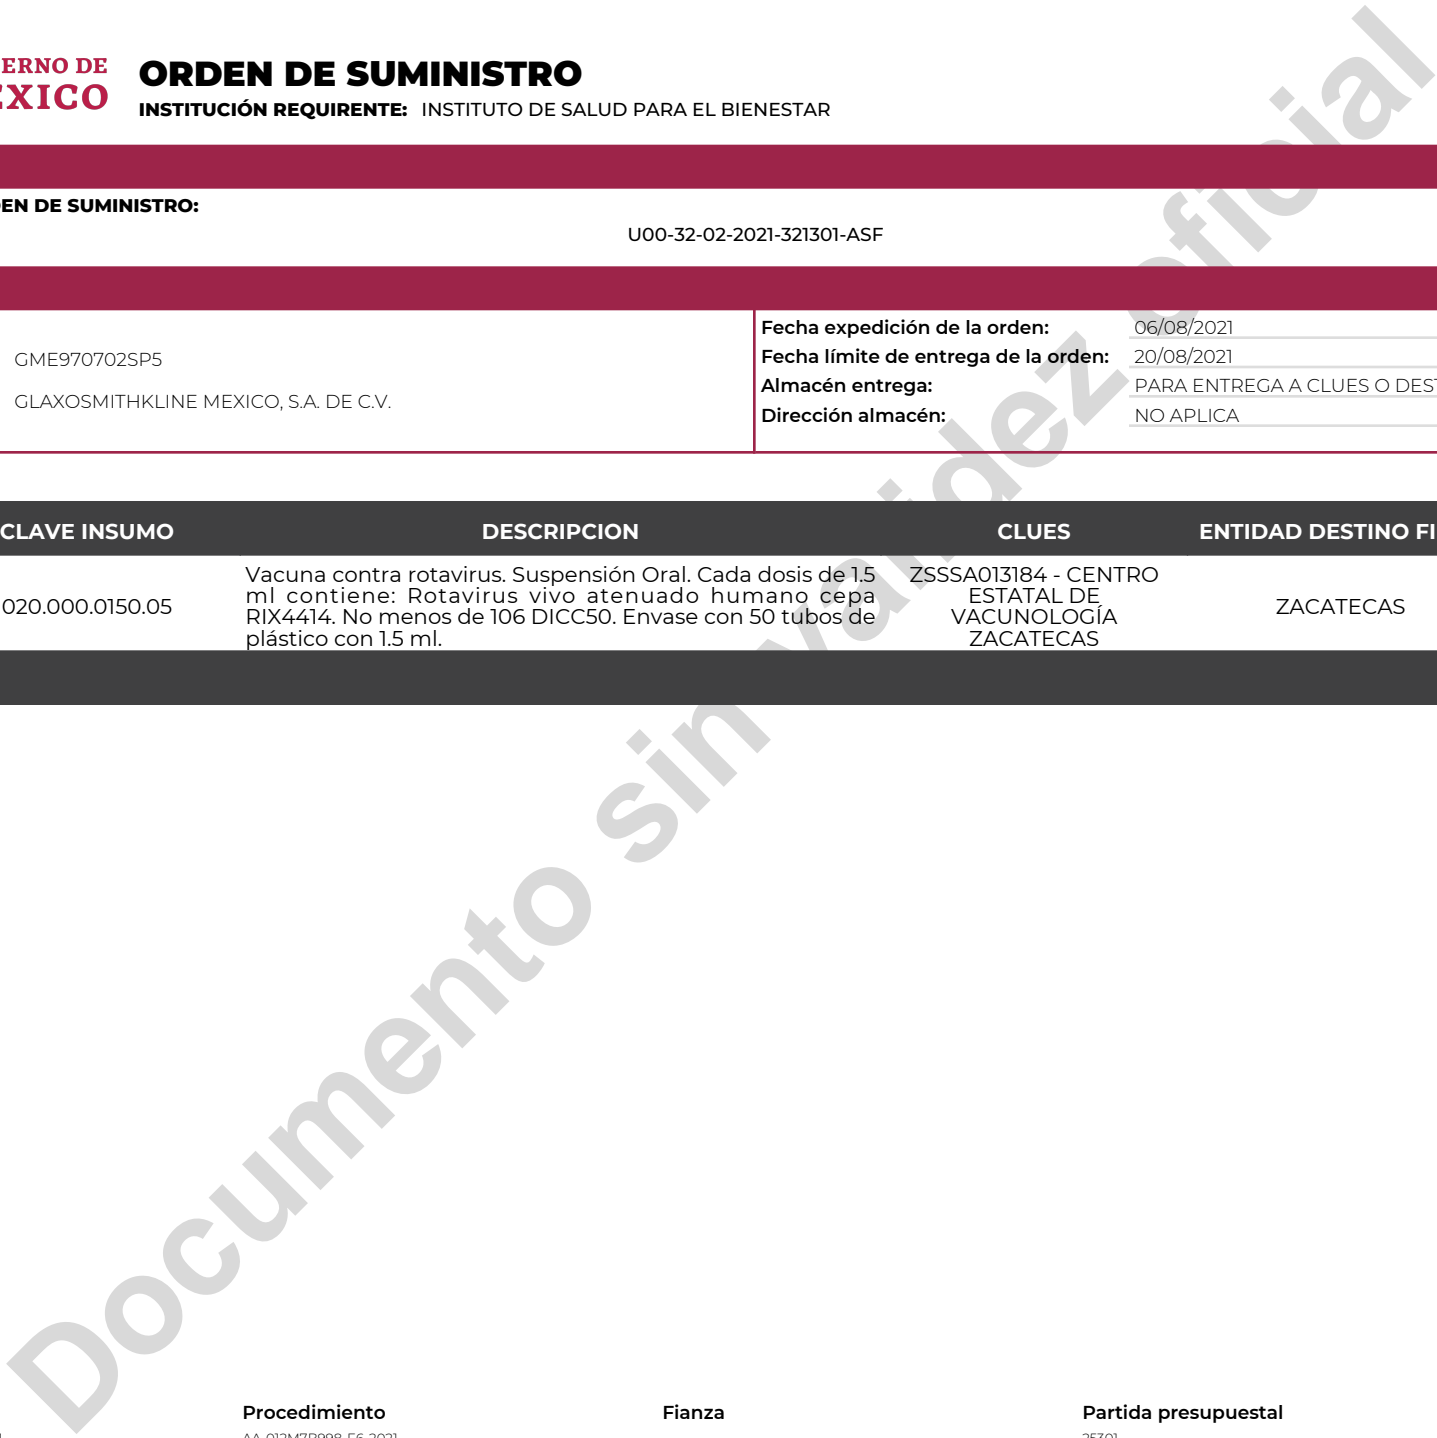 ERNO DE
EXICO
ORDEN DE SUMINISTRO
INSTITUCIÓN REQUIRENTE: INSTITUTO DE SALUD PARA EL BIENESTAR
EN DE SUMINISTRO:
U00-32-02-2021-321301-ASF
GME970702SP5
GLAXOSMITHKLINE MEXICO, S.A. DE C.V.
Fecha expedición de la orden: 06/08/2021
Fecha límite de entrega de la orden: 20/08/2021
Almacén entrega: PARA ENTREGA A CLUES O DEST
Dirección almacén: NO APLICA
CLAVE INSUMO DESCRIPCION CLUES ENTIDAD DESTINO FI
020.000.0150.05
Vacuna contra rotavirus. Suspensión Oral. Cada dosis de 1.5
ml contiene: Rotavirus vivo atenuado humano cepa
RIX4414. No menos de 106 DICC50. Envase con 50 tubos de
plástico con 1.5 ml.
ZSSSA013184 - CENTRO
ESTATAL DE
VACUNOLOGÍA
ZACATECAS
ZACATECAS
Documento sin validez oficial
Procedimiento Fianza Partida presupuestal